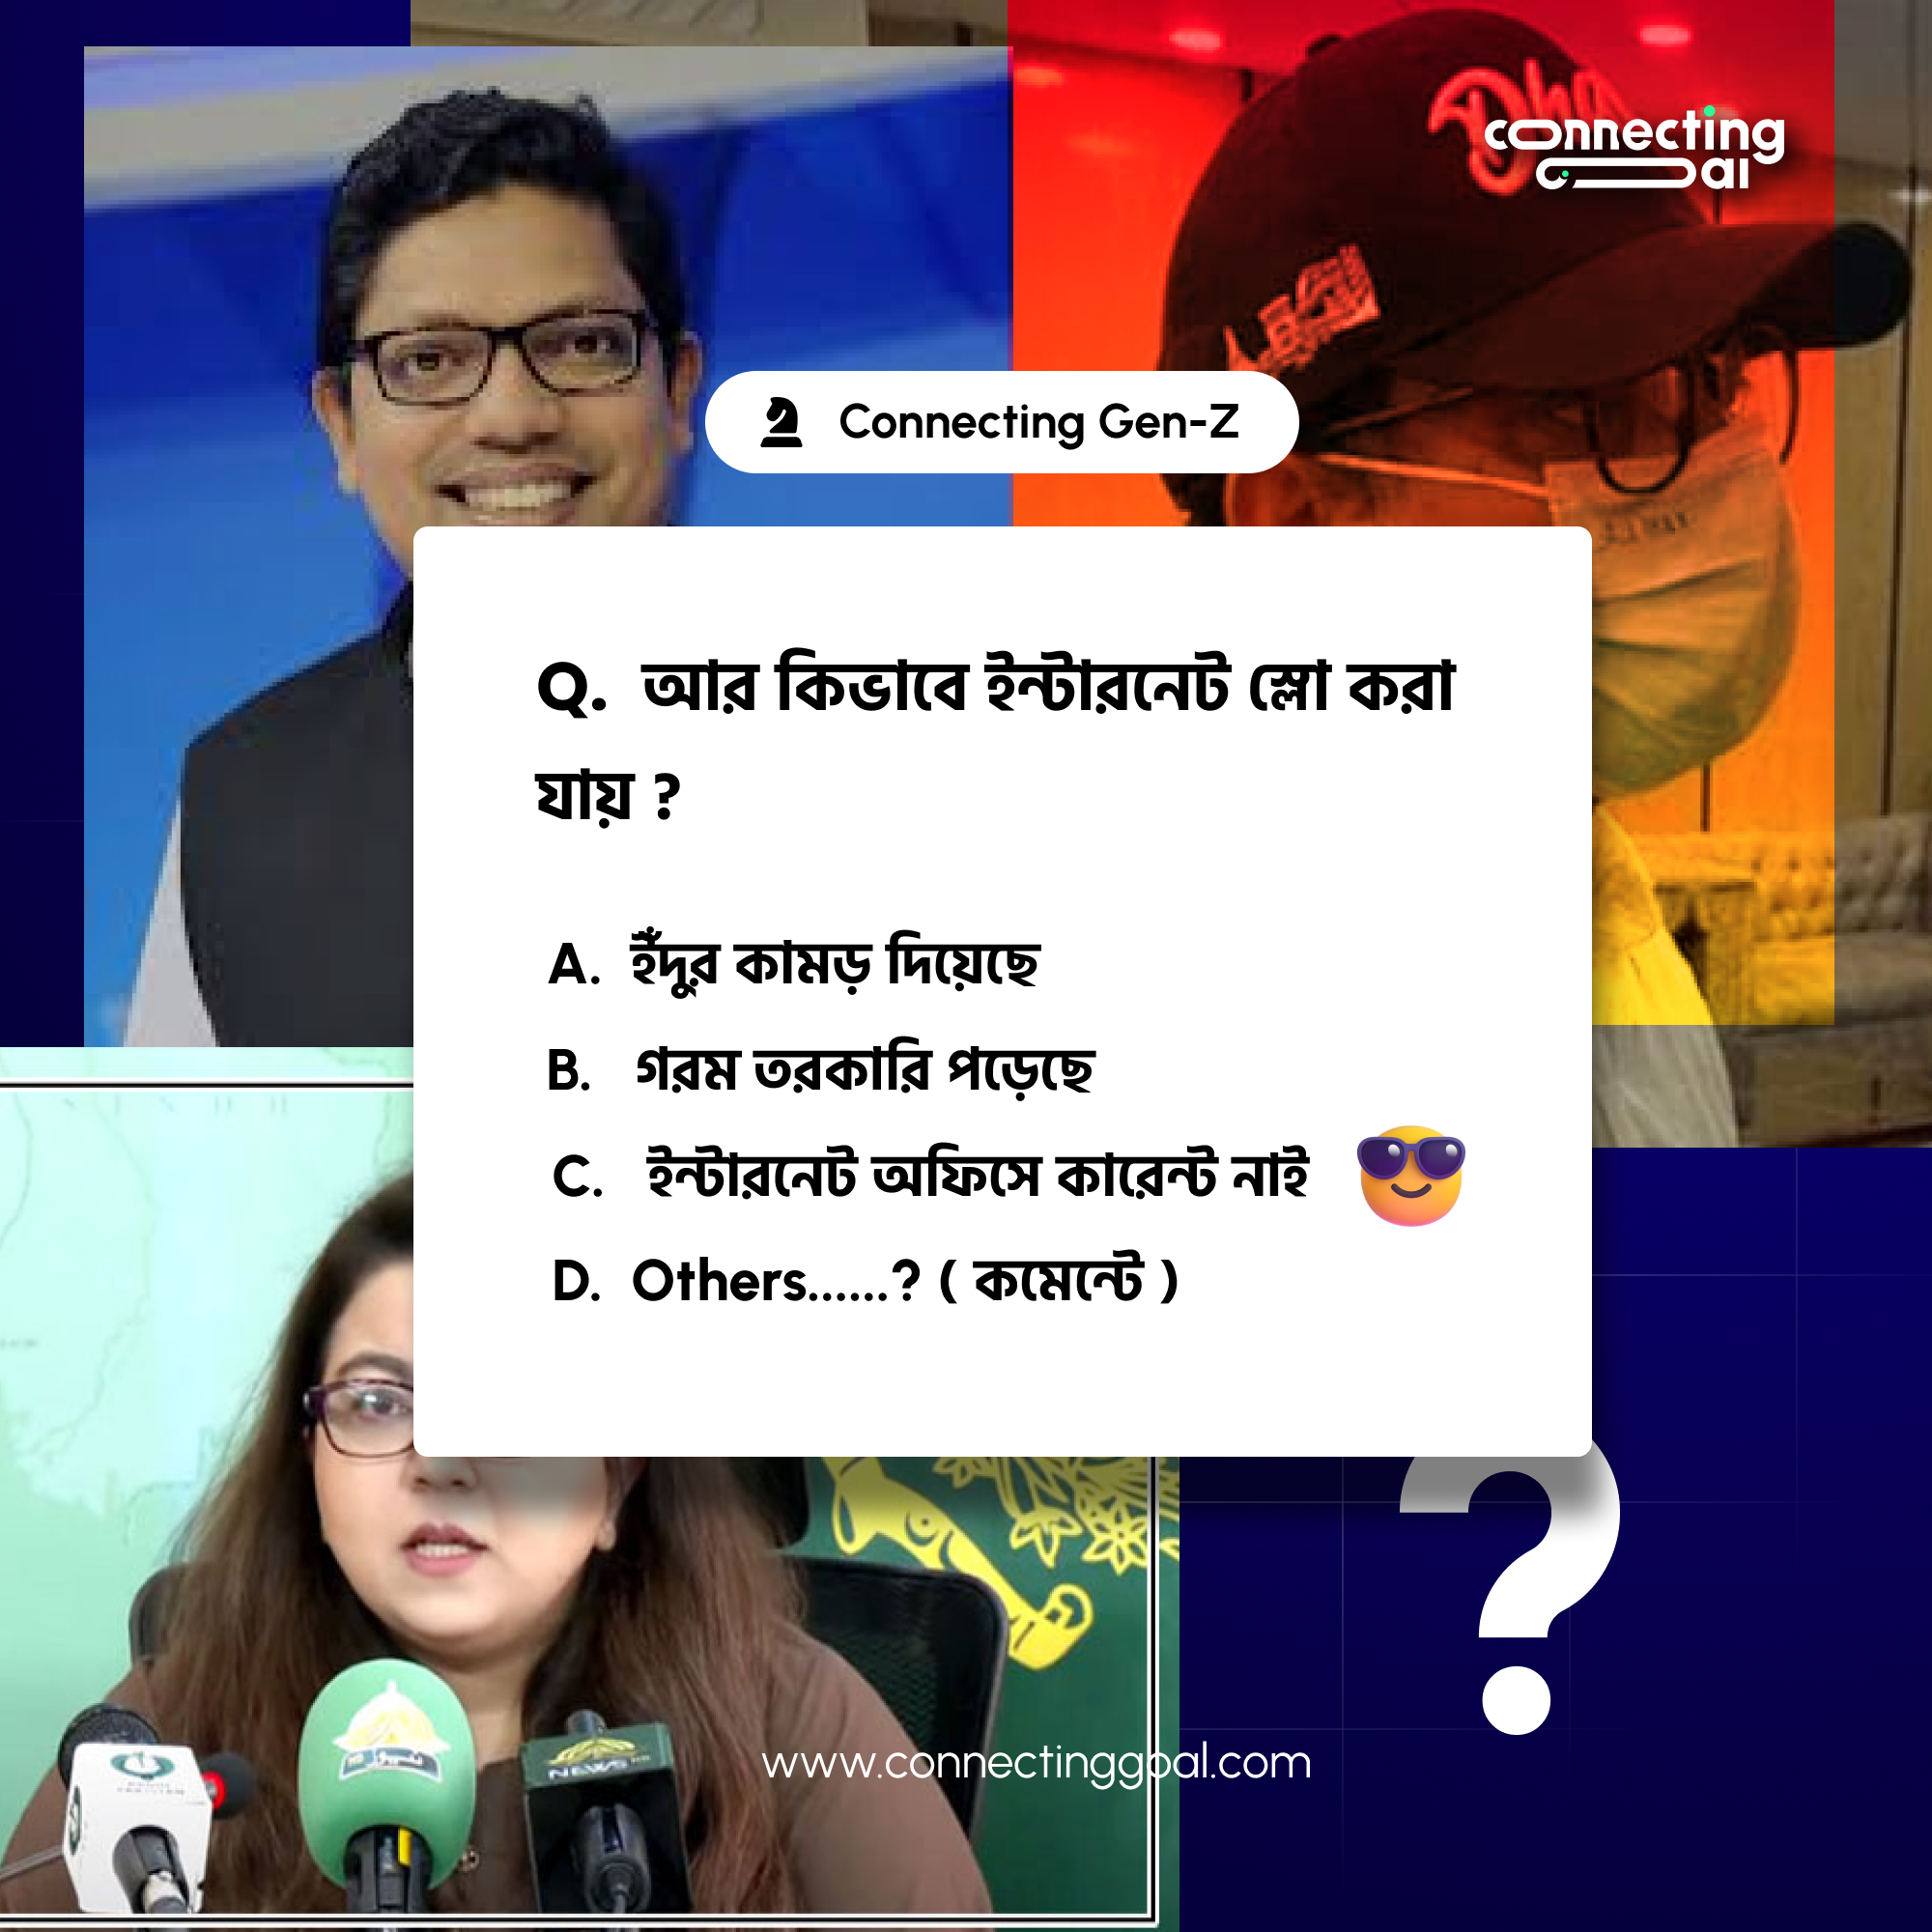 connecting
Goal
Connecting Gen-Z
Q. আর কিভাবে ইন্টারনেট স্লো করা
যায় ?
A. ইঁদুর কামড় দিয়েছে
B. গরম তরকারি পড়েছে
C. ইন্টারনেট অফিসে কারেন্ট নাই
D. Others......? ( কমেন্টে )
?
NEWS
www.connectinggoal.com